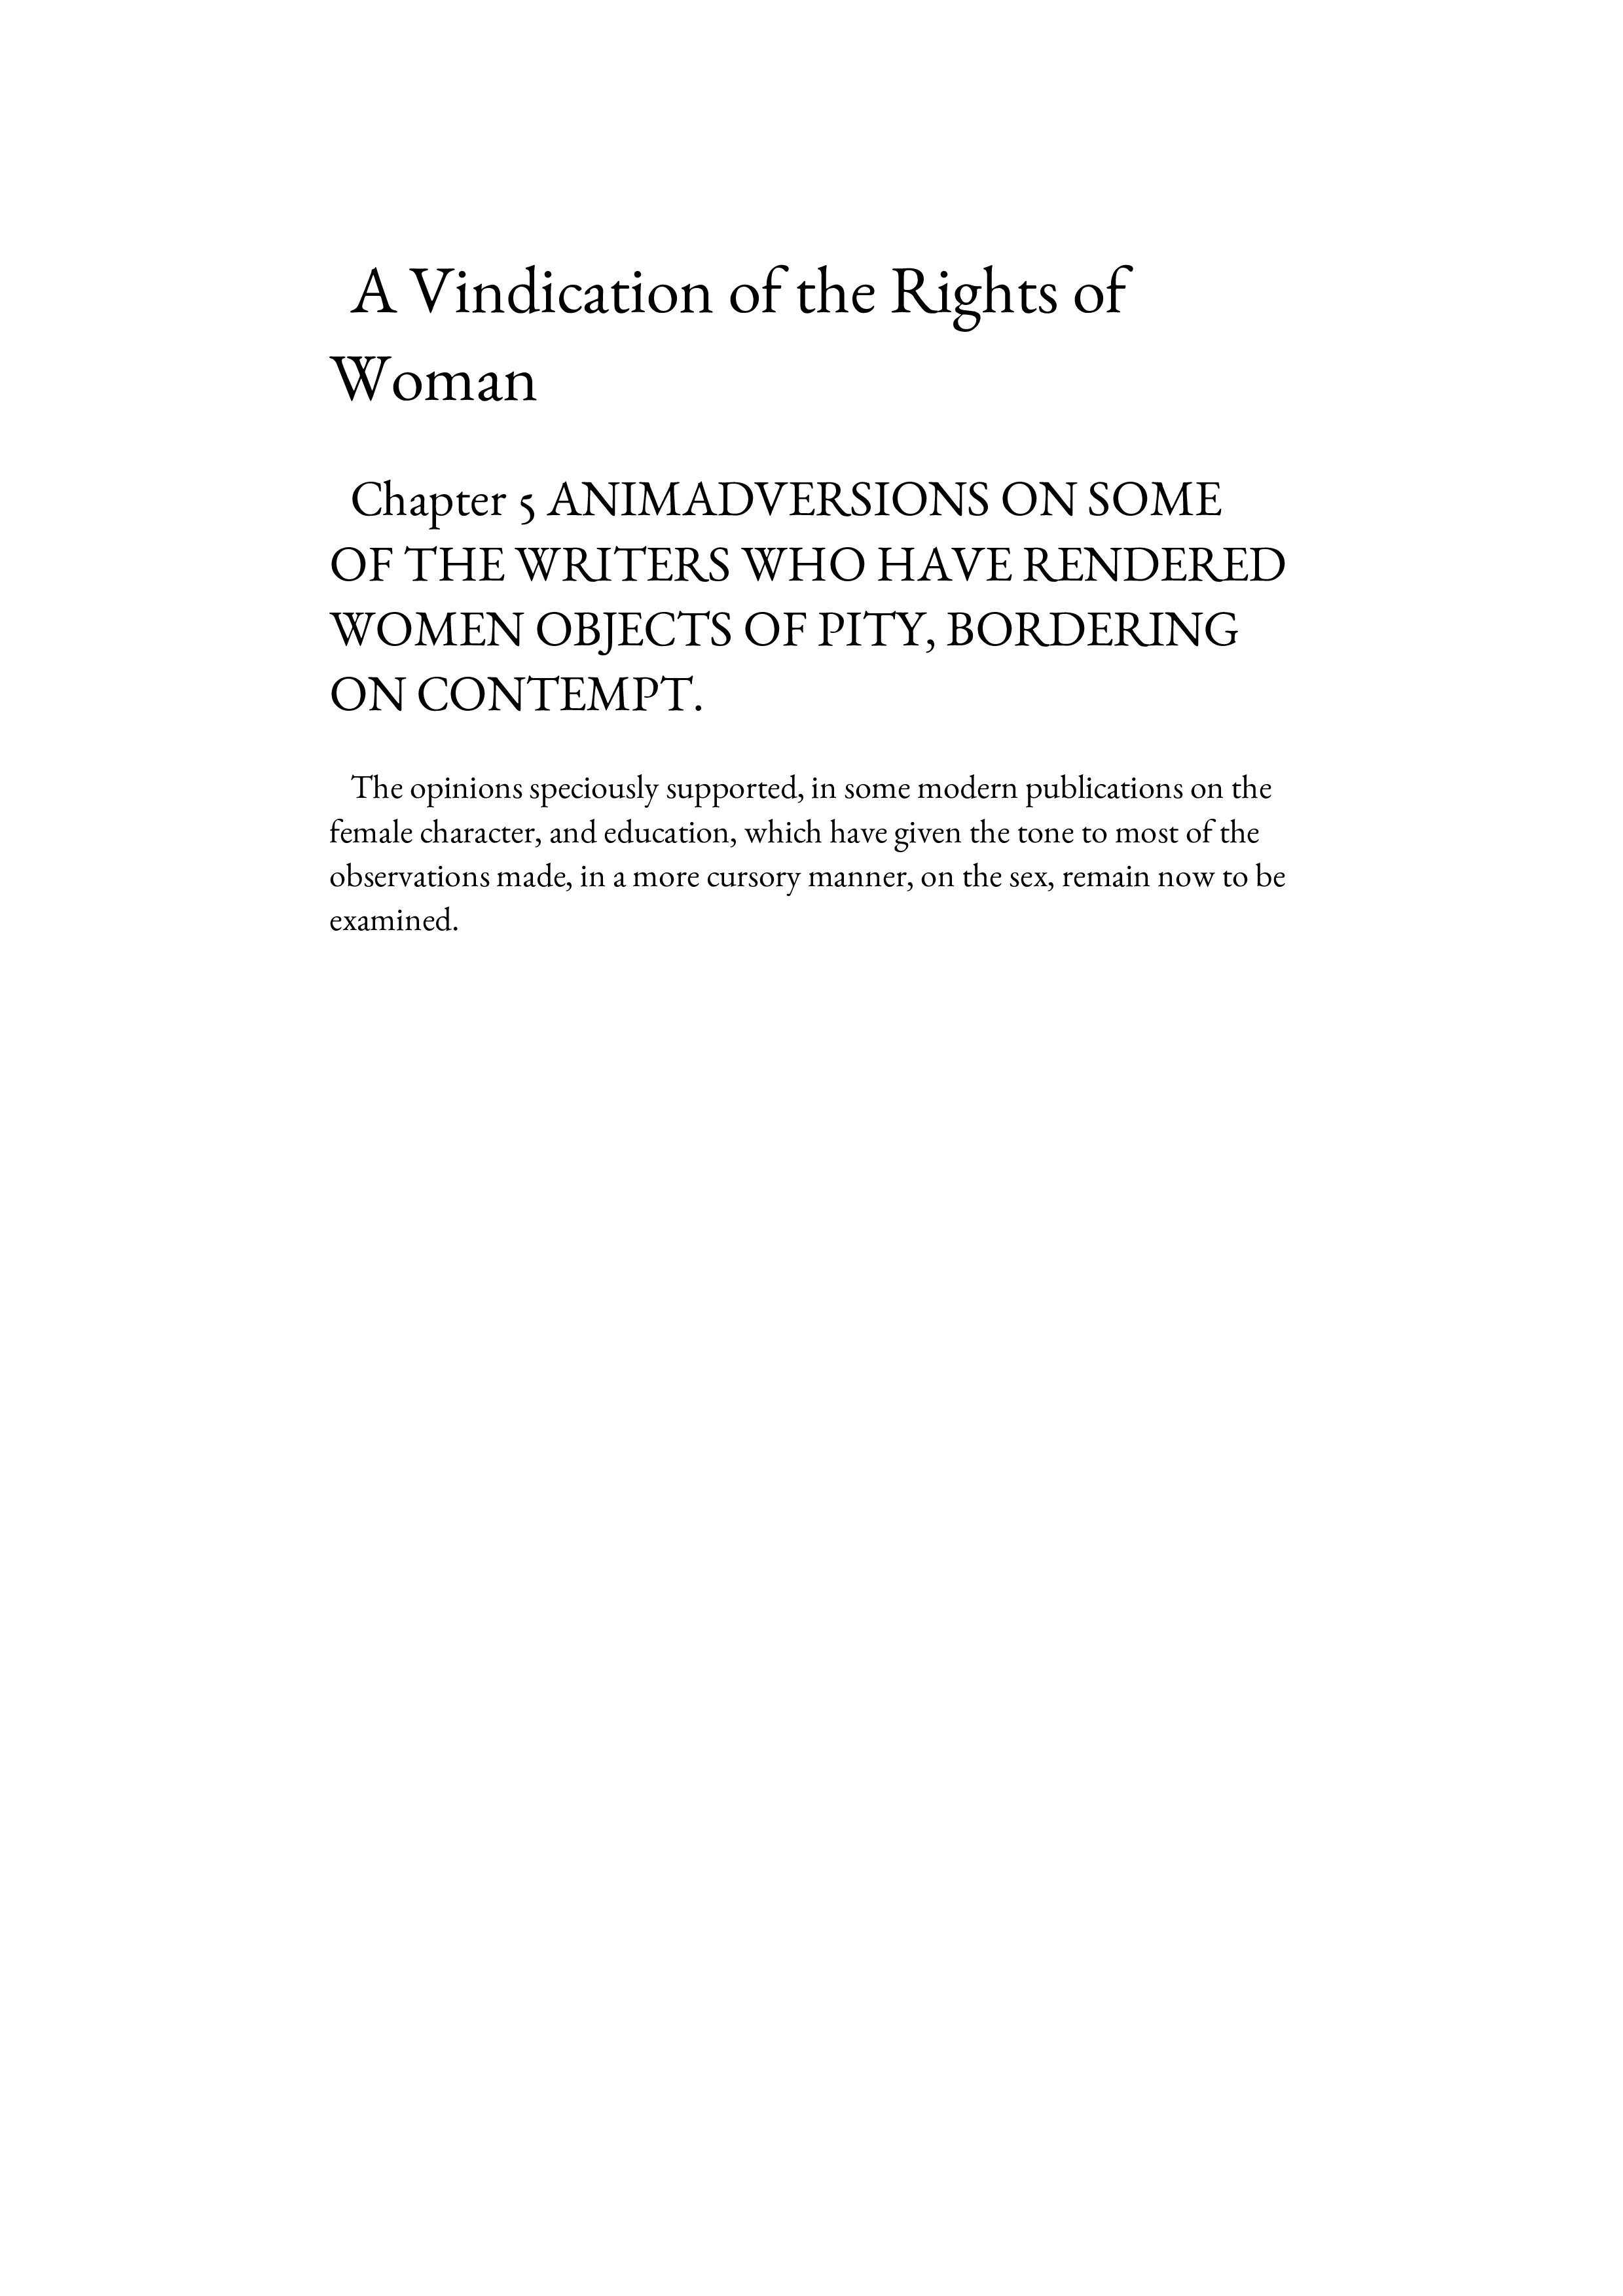 A Vindication of the Rights of
Woman
Chapter 5 ANIMADVERSIONS ON SOME
OF THE WRITERS WHO HAVE RENDERED
WOMEN OBJECTS OF PITY, BORDERING
ON CONTEMPT.
The opinions speciously supported, in some modern publications on the
female character, and education, which have given the tone to most of the
observations made, in a more cursory manner, on the sex, remain now to be
examined.